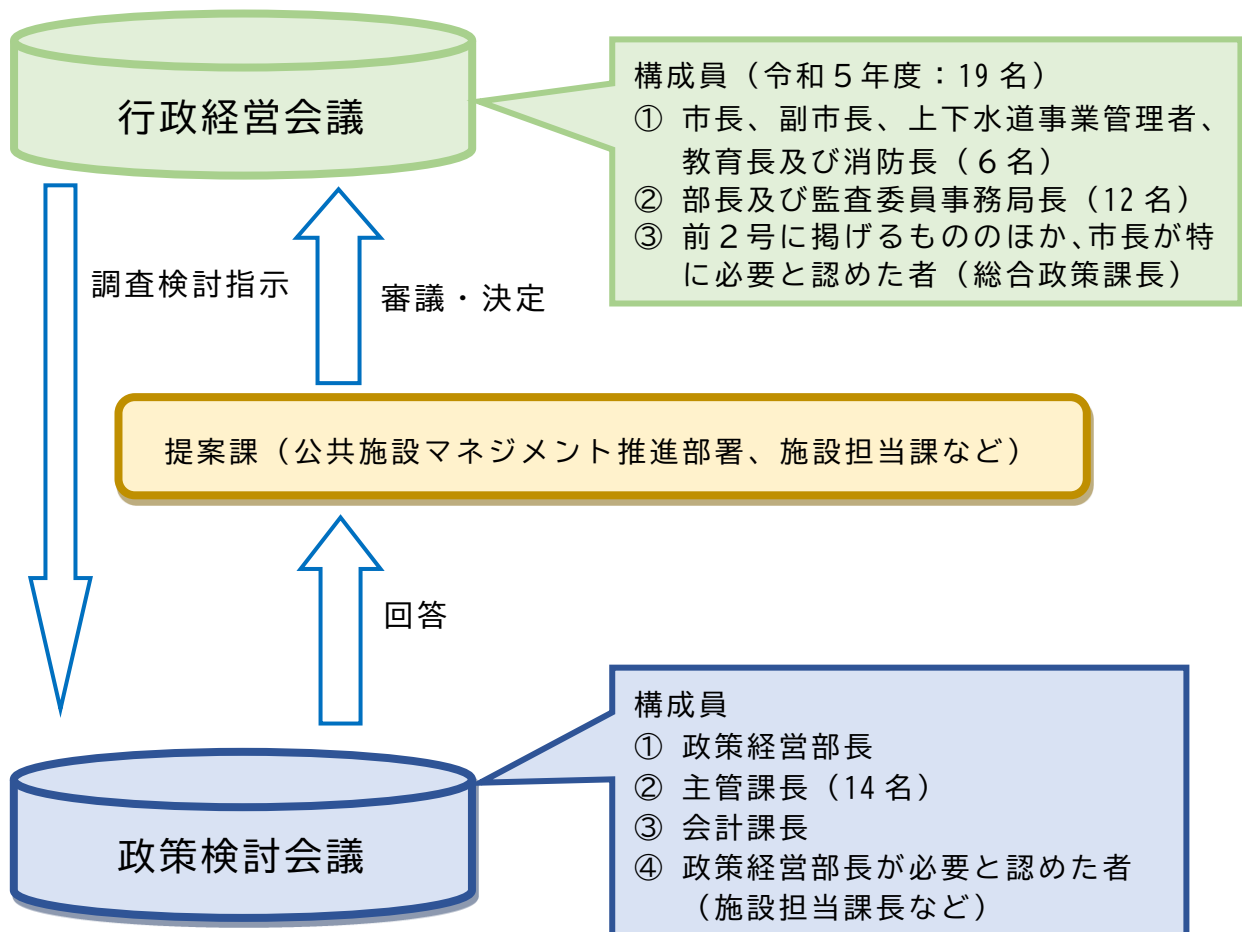 行政経営会議
構成員（令和５年度：19名）
① 市長、副市長、上下水道事業管理者、
教育長及び消防長（６名）
② 部長及び監査委員事務局長（12名）
③ 前２号に掲げるもののほか、市長が特
に必要と認めた者（総合政策課長）
調査検討指示
審議・決定
提案課（公共施設マネジメント推進部署、施設担当課など）
回答
政策検討会議
構成員
① 政策経営部長
② 主管課長（14名）
③ 会計課長
④ 政策経営部長が必要と認めた者
（施設担当課長など）